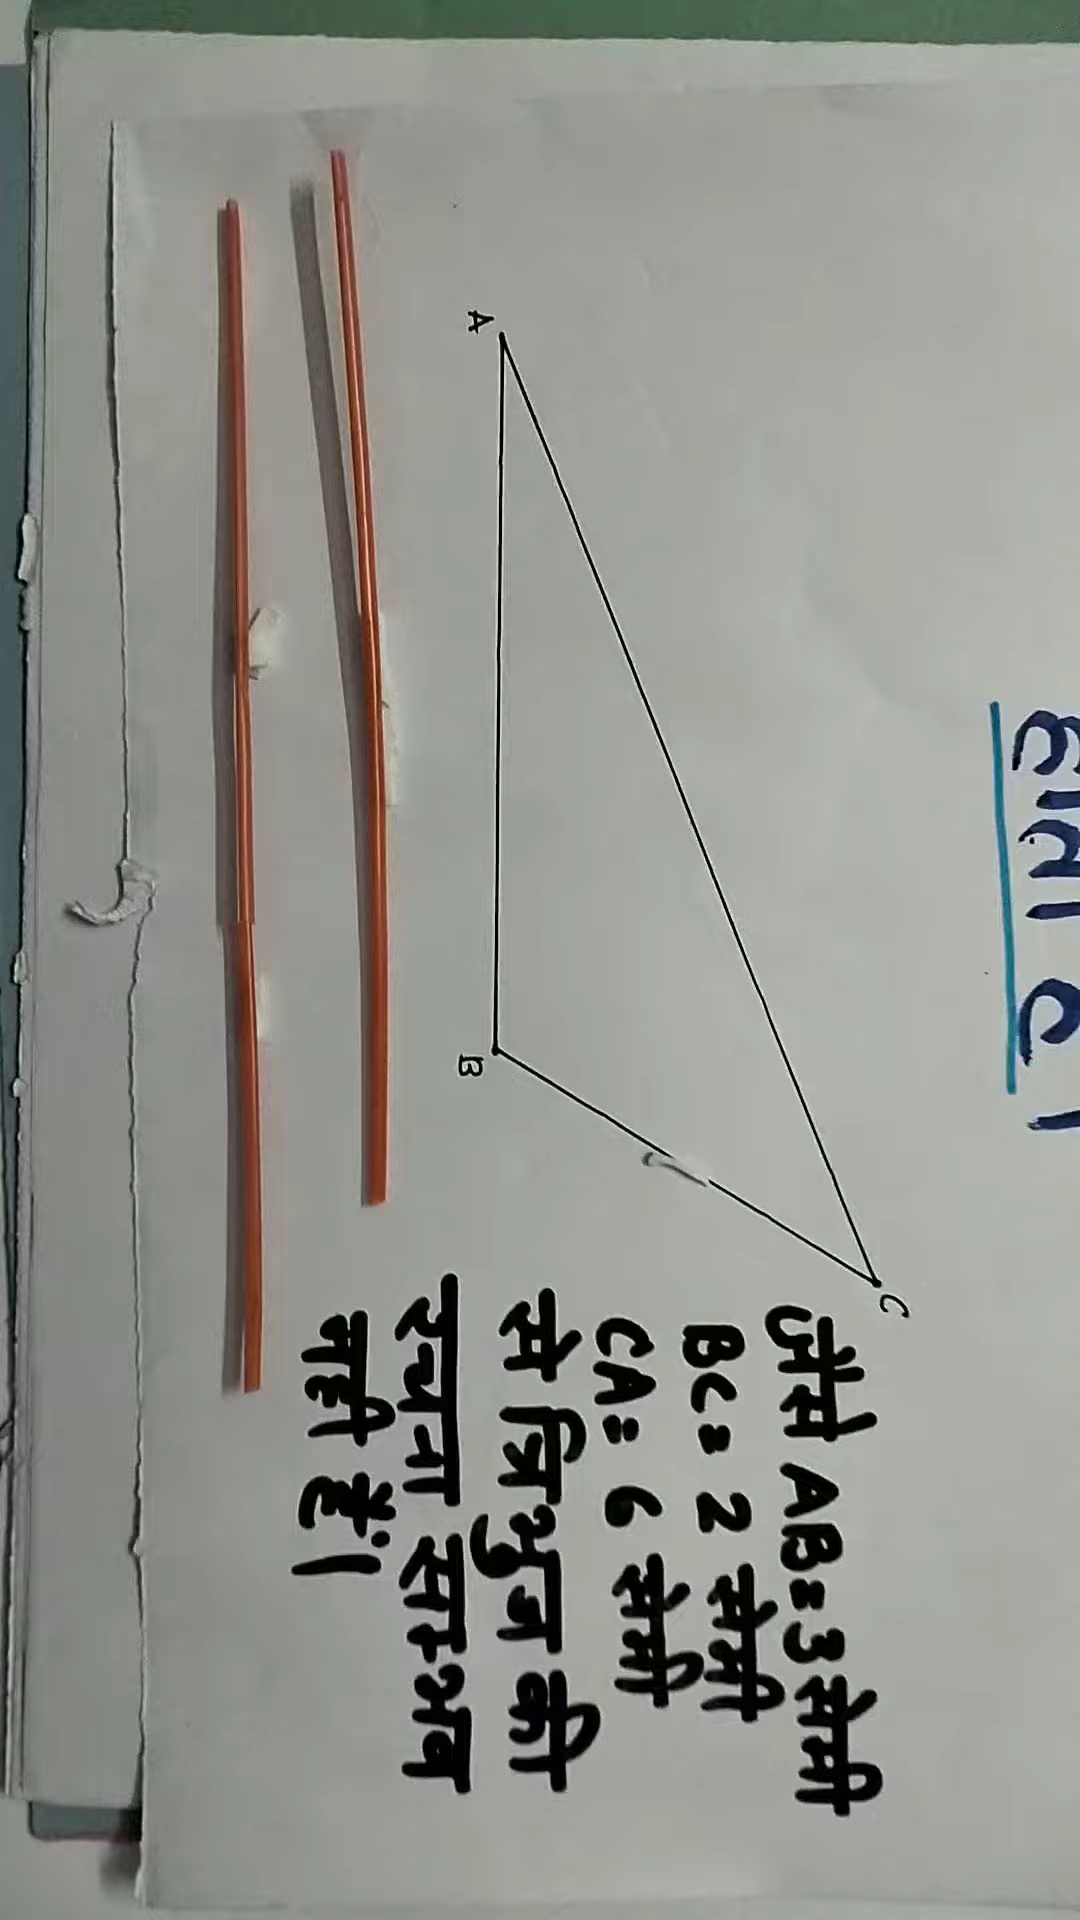 होता है।
A
B
C
जैसे AB=3 सेमी
BC= 2 सेमी
CA= 6 सेमी
से त्रिभुज की
रचना सम्भव
नहीं हैं।